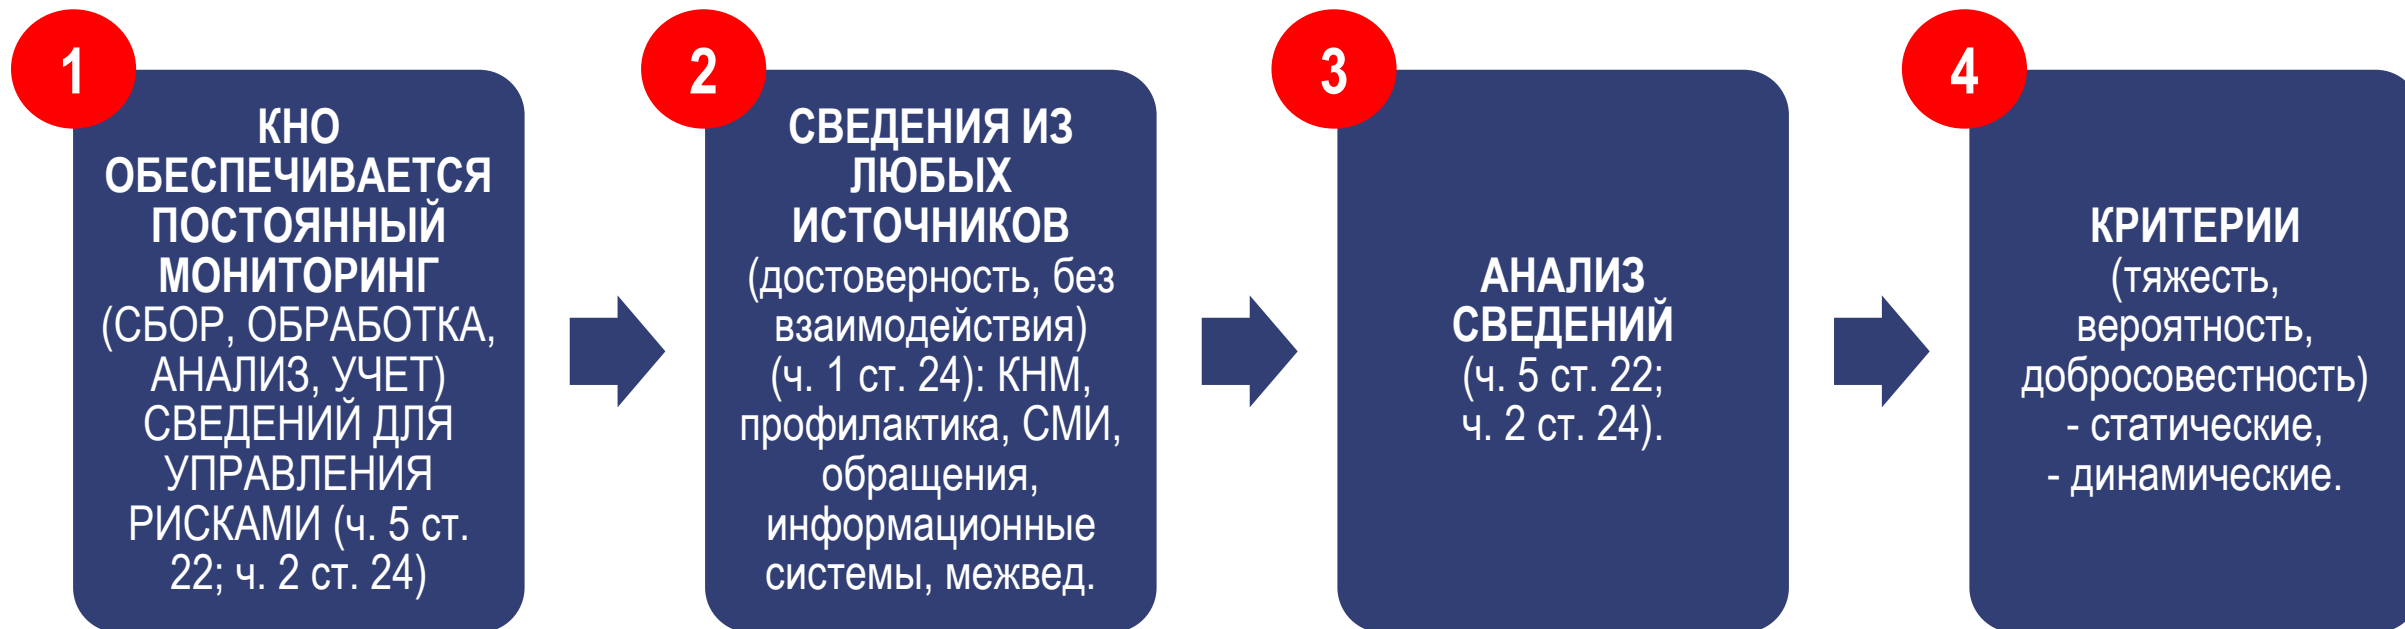 1
КНО
ОБЕСПЕЧИВАЕТСЯ
ПОСТОЯННЫЙ
МОНИТОРИНГ
(СБОР, ОБРАБОТКА,
АНАЛИЗ, УЧЕТ)
СВЕДЕНИЙ ДЛЯ
УПРАВЛЕНИЯ
РИСКАМИ (ч. 5 ст.
22; ч. 2 ст. 24)
2
СВЕДЕНИЯ ИЗ
ЛЮБЫХ
ИСТОЧНИКОВ
(достоверность, без
взаимодействия)
(ч. 1 ст. 24): КНМ,
профилактика, СМИ,
обращения,
информационные
системы, межвед.
3
АНАЛИЗ
СВЕДЕНИЙ
(ч. 5 ст. 22;
ч. 2 ст. 24).
4
КРИТЕРИИ
(тяжесть,
вероятность,
добросовестность)
- статические,
- динамические.